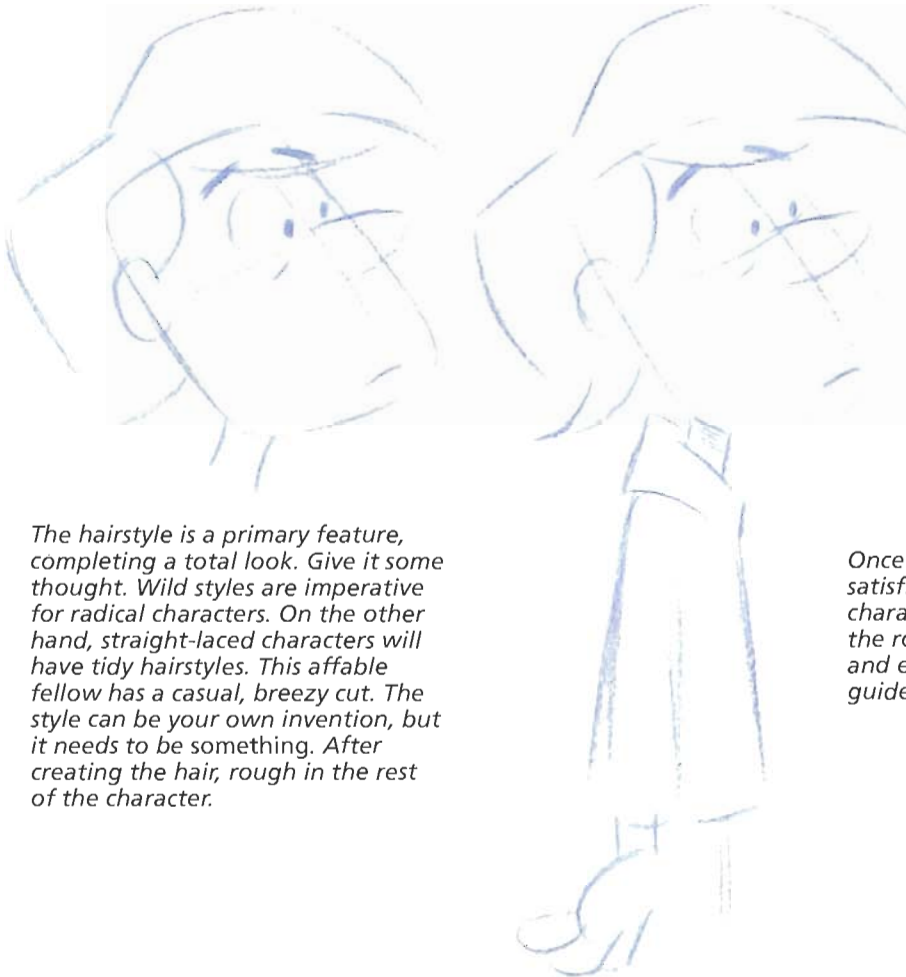 The hairstyle is a primary feature,
completing a total look. Give it some
thought. Wild styles are imperative
for radical characters. On the other
hand, straight-laced characters will
have tidy hairstyles. This affable
fellow has a casual, breezy cut. The
style can be your own invention, but
it needs to be something. After
creating the hair, rough in the rest
of the character.
Once
satisf
chara
the ro
and e
guide